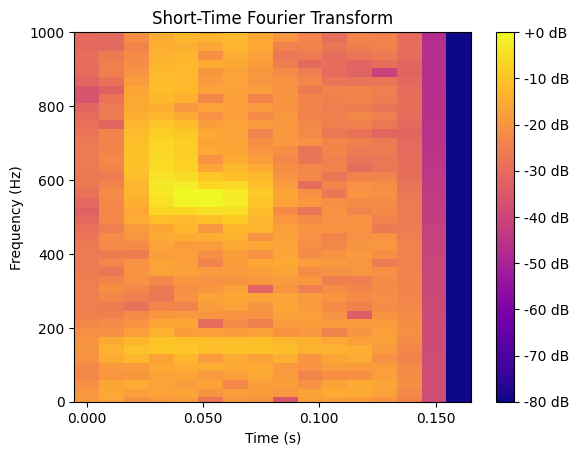 Short-Time Fourier Transform
1000
800
600
400
200
0
Frequency (Hz)
0.000
0.050
0.100
0.150
Time (s)
+0 dB
-10 dB
-20 dB
-30 dB
-40 dB
-50 dB
-60 dB
-70 dB
-80 dB